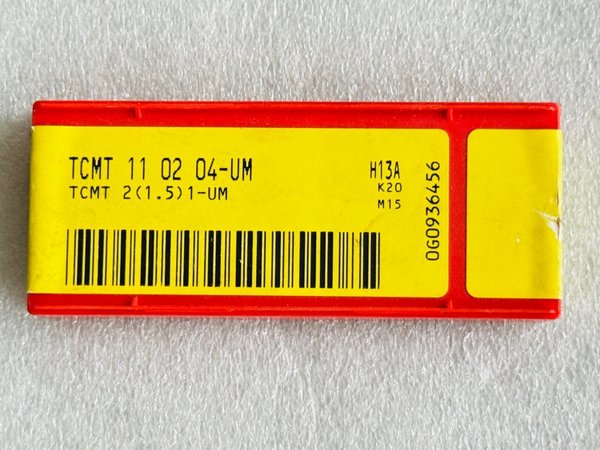 TCMT 11 02 04-UM
TCMT 2(1.5)1-UM
H13A
K20
M15
0G0936456